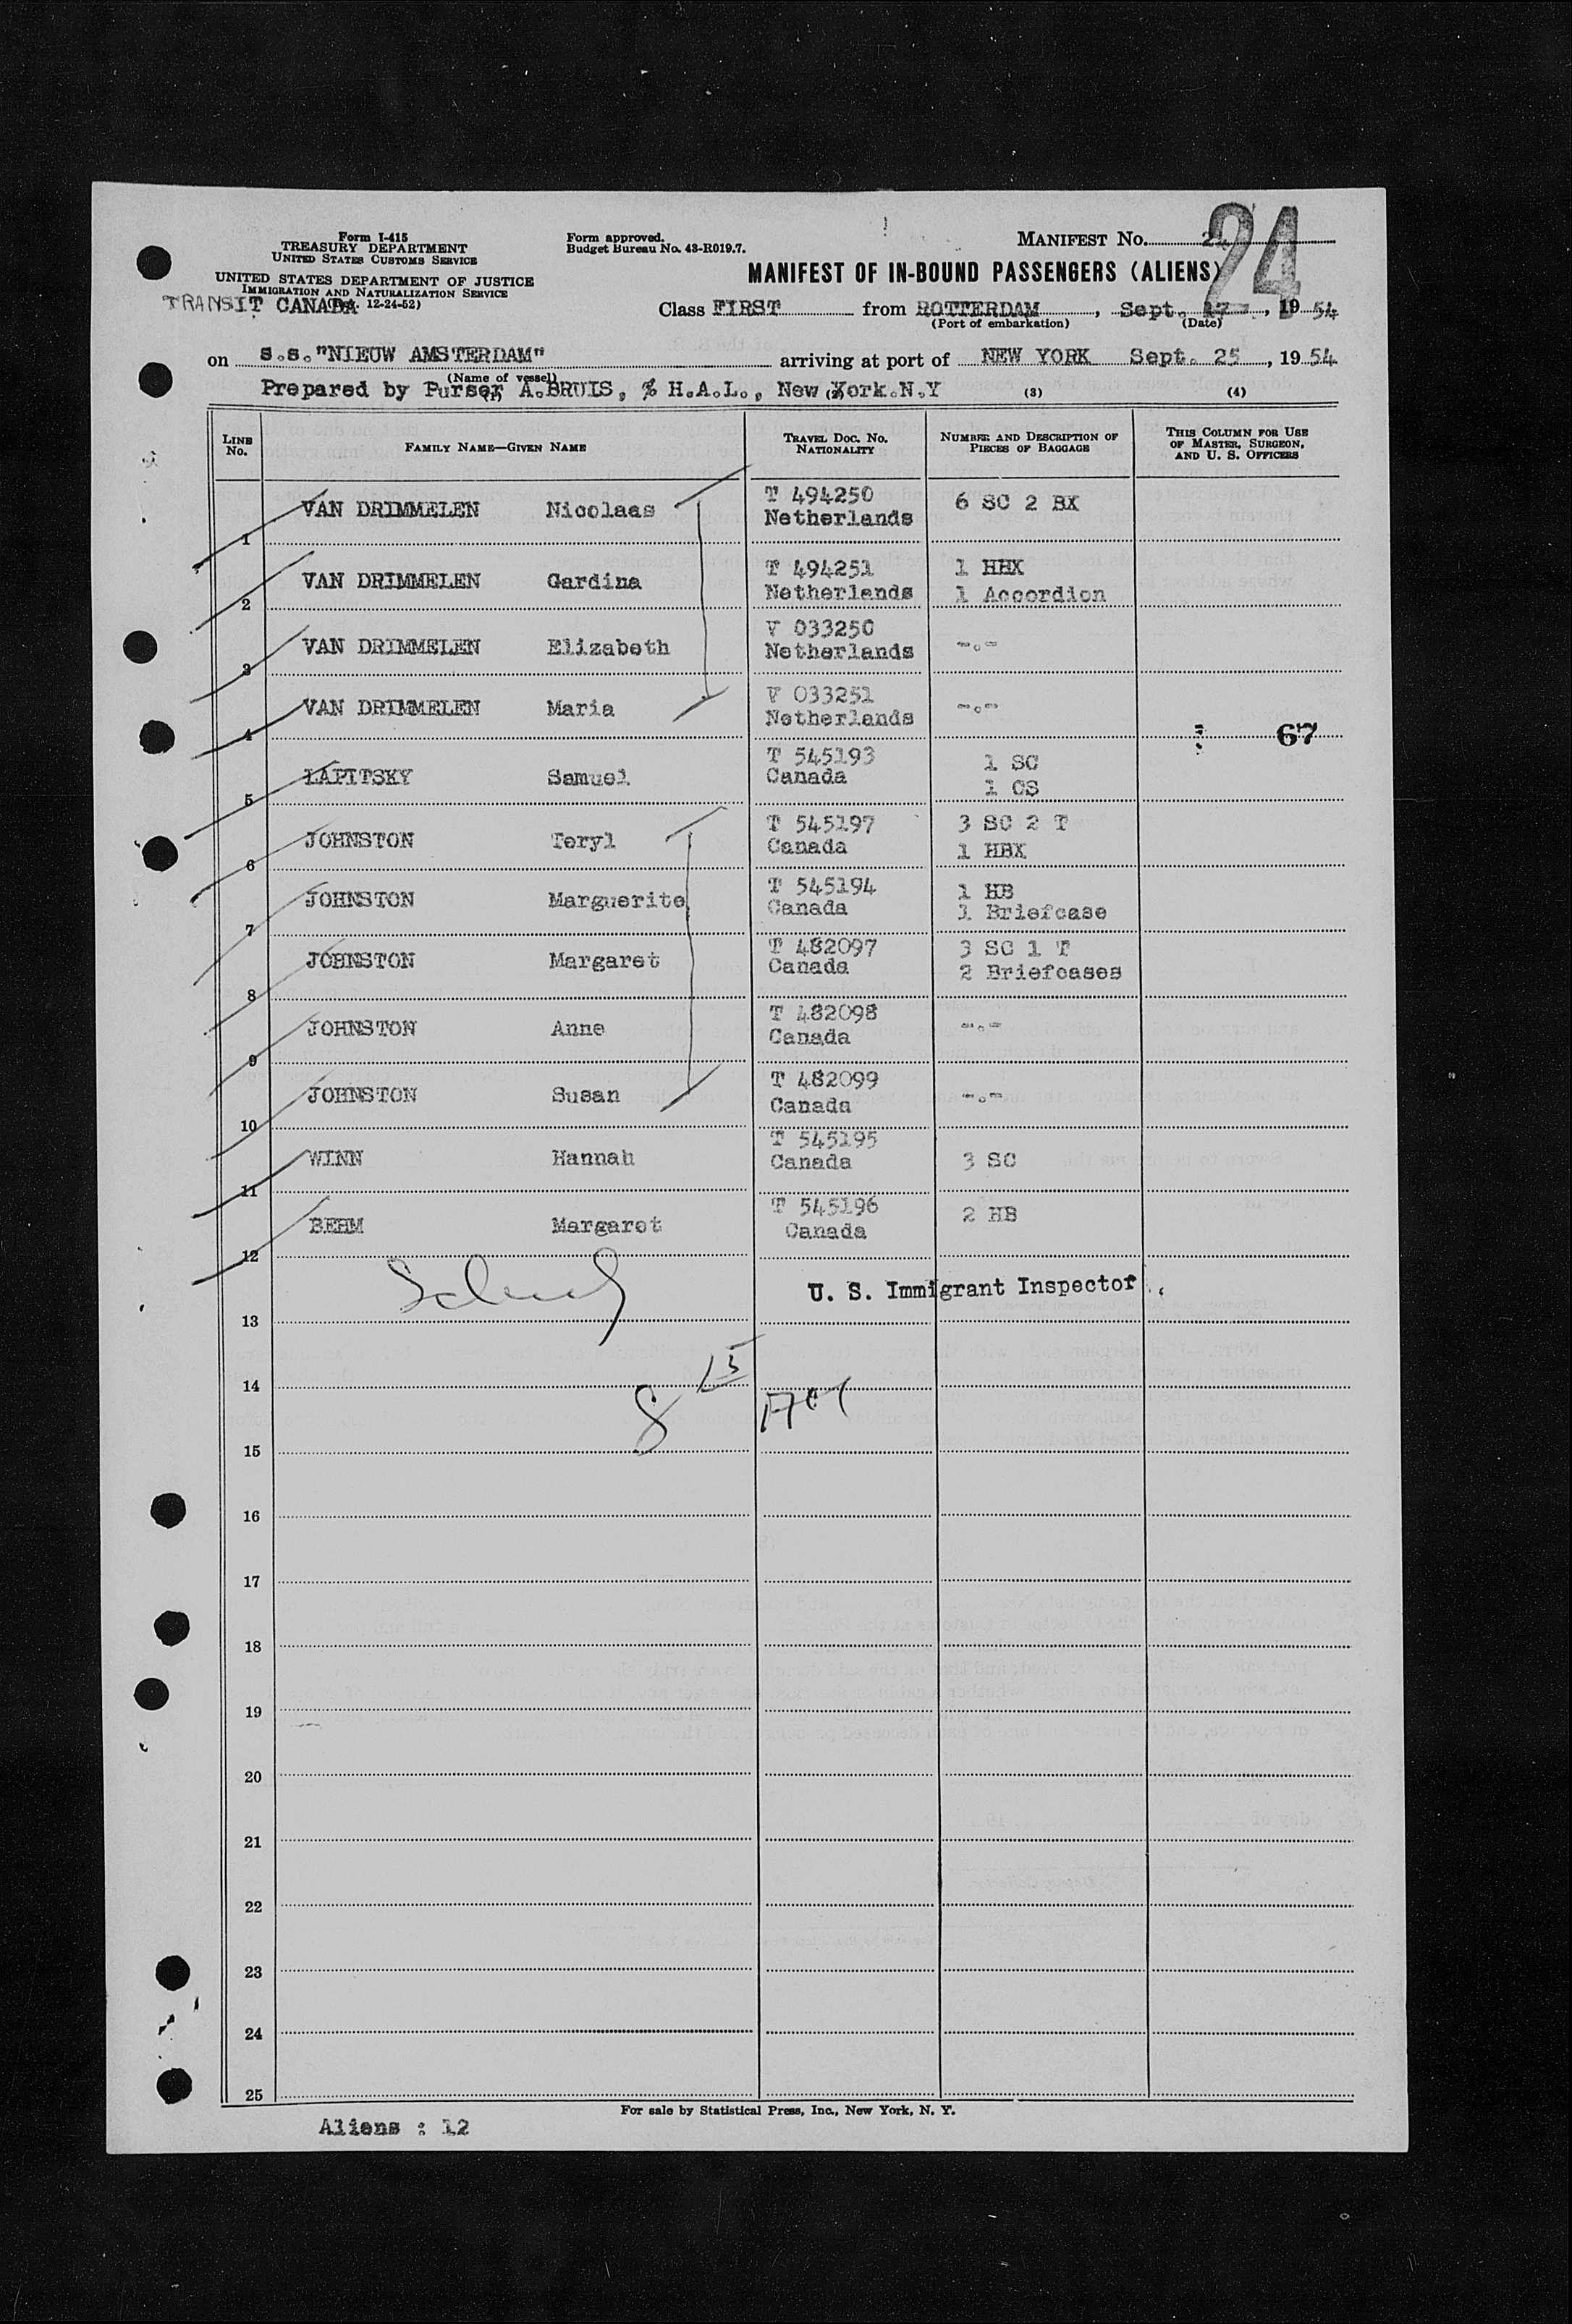 Form I-415
TREASURY DEPARTMENT
UNITED STATES CUSTOMS SERVICE
UNITED STATES DEPARTMENT OF JUSTICE
IMMIGRATION AND NATURALIZATION SERVICE
12-24-52)
TRANSIT CANADA
Form approved.
Budget Bureau No. 43-R019.7.
MANIFEST No. 24
24
MANIFEST OF IN-BOUND PASSENGERS (ALIENS)
Class FIRST from ROTTERDAM, Sept. 17, 1954
(Port of embarkation) (Date)
on s.s."NIEUW AMSTERDAM" arriving at port of NEW YORK Sept. 25, 1954
(Name of vessel)
Prepared by Purser A.BRUIS, % H.A.L., New York.N.Y
(1) (2) (3) (4)
LINE No. FAMILY NAME—GIVEN NAME TRAVEL DOC. NO. NATIONALITY NUMBER AND DESCRIPTION OF PIECES OF BAGGAGE THIS COLUMN FOR USE OF MASTER, SURGEON, AND U. S. OFFICERS
1 VAN DRIMMELEN Nicolaas T 494250 Netherlands 6 SC 2 BX
2 VAN DRIMMELEN Gardina T 494251 Netherlands 1 HBX 1 Accordion
3 VAN DRIMMELEN Elizabeth V 033250 Netherlands -.-
4 VAN DRIMMELEN Maria V 033251 Netherlands -.- 67
5 LAPITSKY Samuel T 545193 Canada 1 SC 1 CS
6 JOHNSTON Teryl T 545197 Canada 3 SC 2 T 1 HBX
7 JOHNSTON Marguerite T 545194 Canada 1 HB 1 Briefcase
8 JOHNSTON Margaret T 482097 Canada 3 SC 1 T 2 Briefcases
9 JOHNSTON Anne T 482098 Canada -.-
10 JOHNSTON Susan T 482099 Canada -.-
11 WINN Hannah T 545195 Canada 3 SC
12 BEHM Margaret T 545196 Canada 2 HB
U. S. Immigrant Inspector
13
14
15
16
17
18
19
20
21
22
23
24
25
For sale by Statistical Press, Inc., New York, N. Y.
Aliens : 12